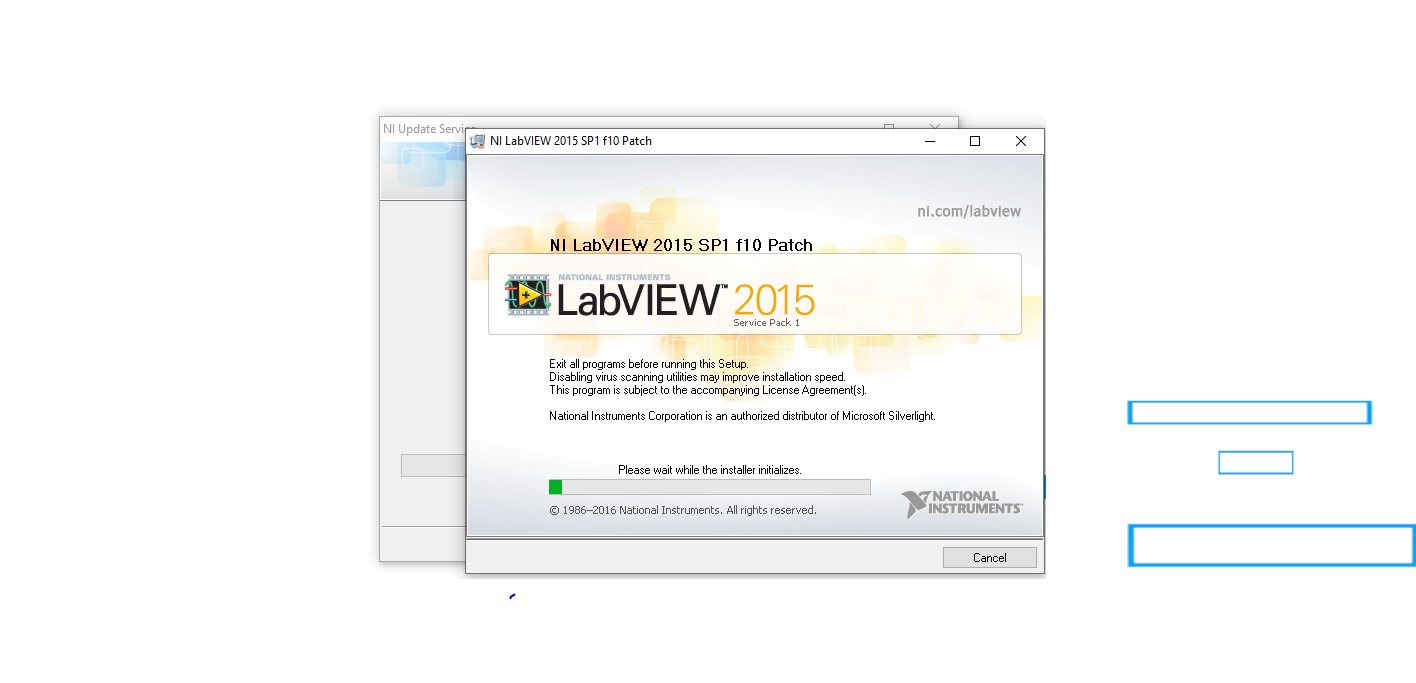 NI Update Servic
NI LabVIEW 2015 SP1 f10 Patch
ni.com/labview
NI LabVIEW 2015 SP1 f10 Patch
NATIONAL INSTRUMENTS
LabVIEW™ 2015
Service Pack 1
Exit all programs before running this Setup.
Disabling virus scanning utilities may improve installation speed.
This program is subject to the accompanying License Agreement(s).
National Instruments Corporation is an authorized distributor of Microsoft Silverlight.
Please wait while the installer initializes.
© 1986–2016 National Instruments. All rights reserved.
NATIONAL
INSTRUMENTS™
Cancel